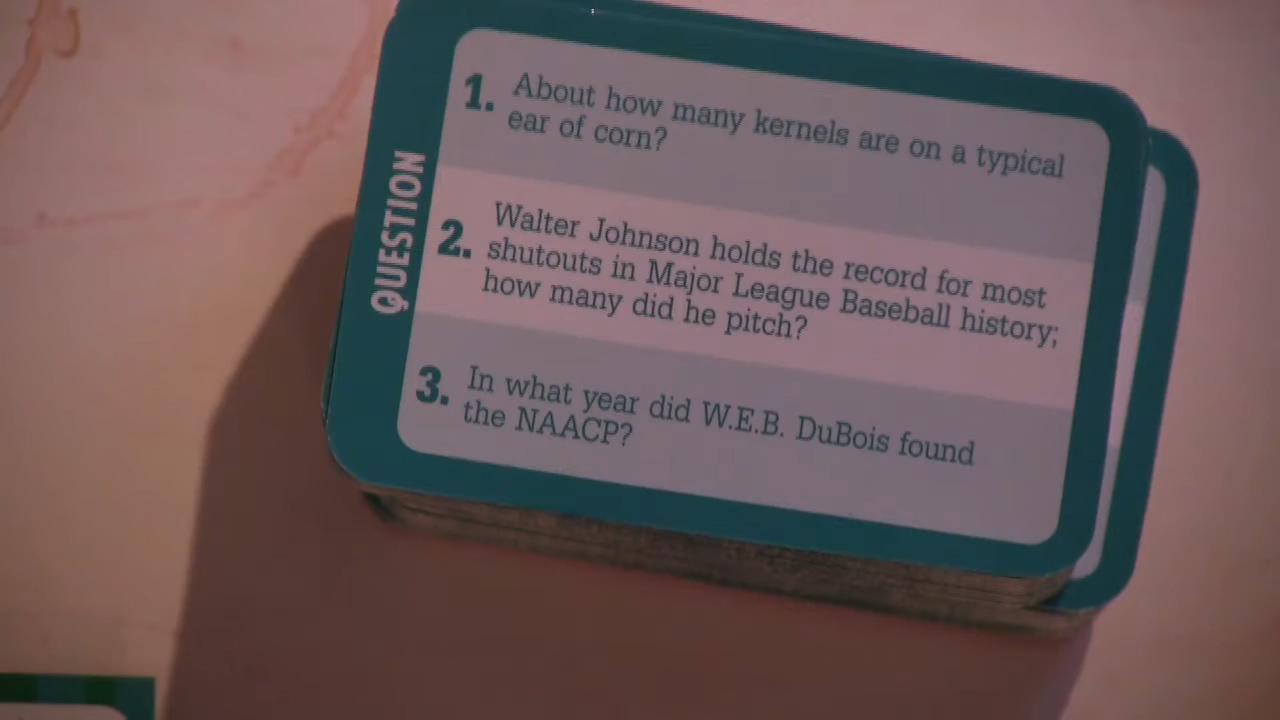 QUESTION
1. About how many kernels are on a typical
ear of corn?
2. Walter Johnson holds the record for most
shutouts in Major League Baseball history;
how many did he pitch?
3. In what year did W.E.B. DuBois found
the NAACP?